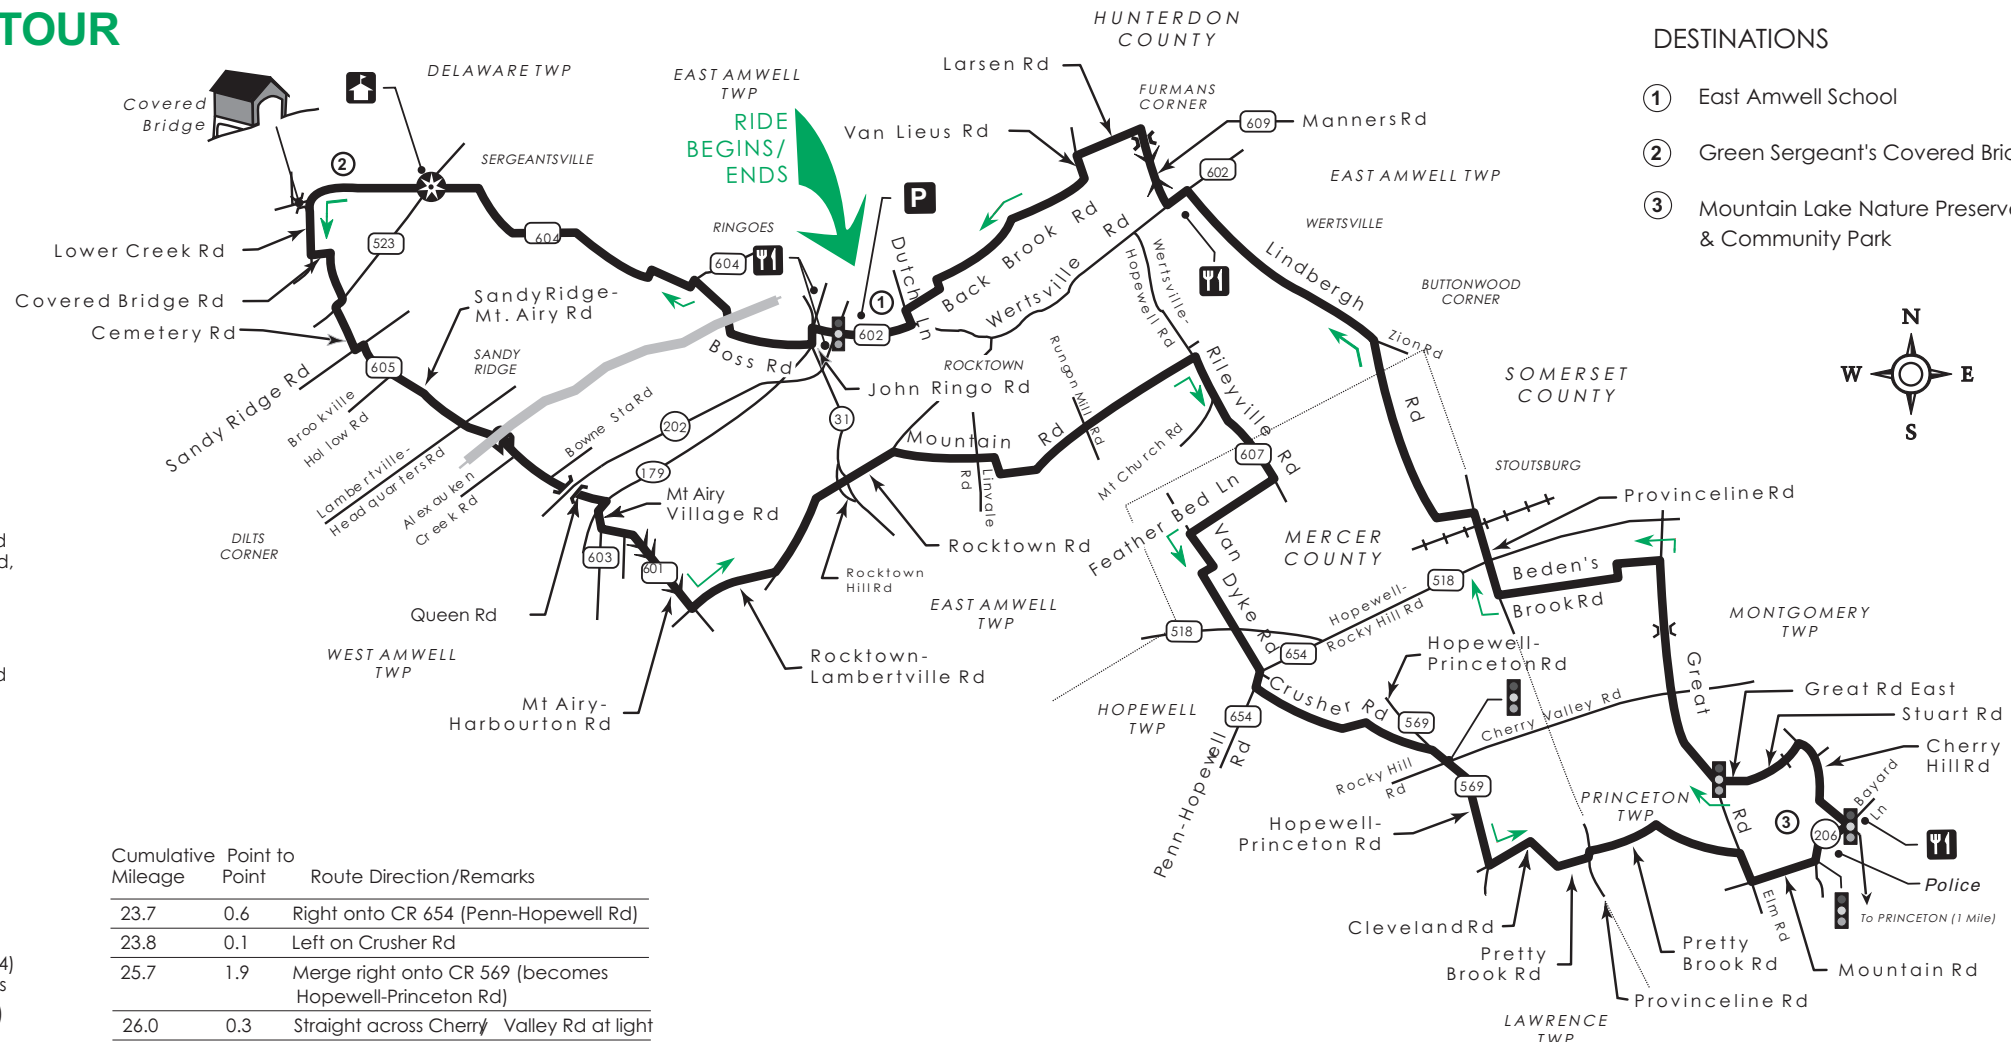 TOUR
HUNTERDON
COUNTY
DESTINATIONS
1 East Amwell School
2 Green Sergeant's Covered Brid
3 Mountain Lake Nature Preserve
& Community Park
DELAWARE TWP
EAST AMWELL
TWP
Larsen Rd
FURMANS
CORNER
Covered
Bridge
RIDE
BEGINS/
ENDS
Van Lieus Rd
609
Manners Rd
2
SERGEANTSVILLE
602
EAST AMWELL TWP
P
WERTSVILLE
RINGOES
Lower Creek Rd
523
604
604
Dutch Ln
Back Brook Rd
Wertsville Rd
Wertsville-
Hopewell Rd
Lindbergh Rd
BUTTONWOOD
CORNER
Covered Bridge Rd
Sandy Ridge-
Mt. Airy Rd
1
602
Cemetery Rd
Zion Rd
N
W E
S
Boss Rd
SANDY
RIDGE
605
ROCKTOWN
Rungon Mill Rd
Rileyville Rd
SOMERSET
COUNTY
John Ringo Rd
Sandy Ridge Rd
Brookville
Hollow Rd
Bowne Sta Rd
202
31
Mountain Rd
Mt Church Rd
607
Lambertville-
Headquarters Rd
Alexauken
Creek Rd
179
Linvale
Rd
STOUTSBURG
Mt Airy
Village Rd
Provinceline Rd
Feather Bed Ln
MERCER
COUNTY
DILTS
CORNER
d
d,
603
601
Rocktown Rd
Van Dyke Rd
Beden's
Brook Rd
518
Rocktown
Hill Rd
Hopewell-
Rocky Hill Rd
Queen Rd
EAST AMWELL
TWP
MONTGOMERY
TWP
518
WEST AMWELL
TWP
654
Hopewell-
Princeton Rd
Rocktown-
Lambertville Rd
d
Great Rd
Great Rd East
Crusher Rd
Mt Airy-
Harbourton Rd
HOPEWELL
TWP
654
569
Cherry Valley Rd
Stuart Rd
Cherry
Hill Rd
Penn-Hopewell
Rd
Rocky Hill
Rd
569
Bayard
Ln
PRINCETON
TWP
3
206
Hopewell-
Princeton Rd
Police
Elm Rd
To PRINCETON (1 Mile)
Cleveland Rd
Pretty
Brook Rd
Pretty
Brook Rd
Mountain Rd
Provinceline Rd
LAWRENCE
TWP
4)
s
)
Cumulative Point to
Mileage Point Route Direction/Remarks
23.7 0.6 Right onto CR 654 (Penn-Hopewell Rd)
23.8 0.1 Left on Crusher Rd
25.7 1.9 Merge right onto CR 569 (becomes
Hopewell-Princeton Rd)
26.0 0.3 Straight across Cherry Valley Rd at light